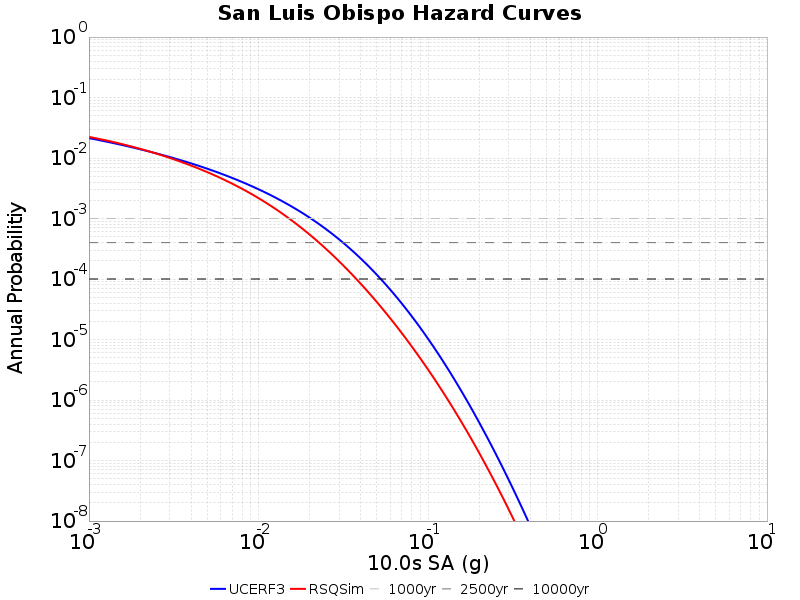 San Luis Obispo Hazard Curves
10^0
10^-1
10^-2
10^-3
10^-4
10^-5
10^-6
10^-7
10^-8
Annual Probabilitiy
10^-3 10^-2 10^-1 10^0 10^1
10.0s SA (g)
UCERF3 RSQSim 1000yr 2500yr 10000yr